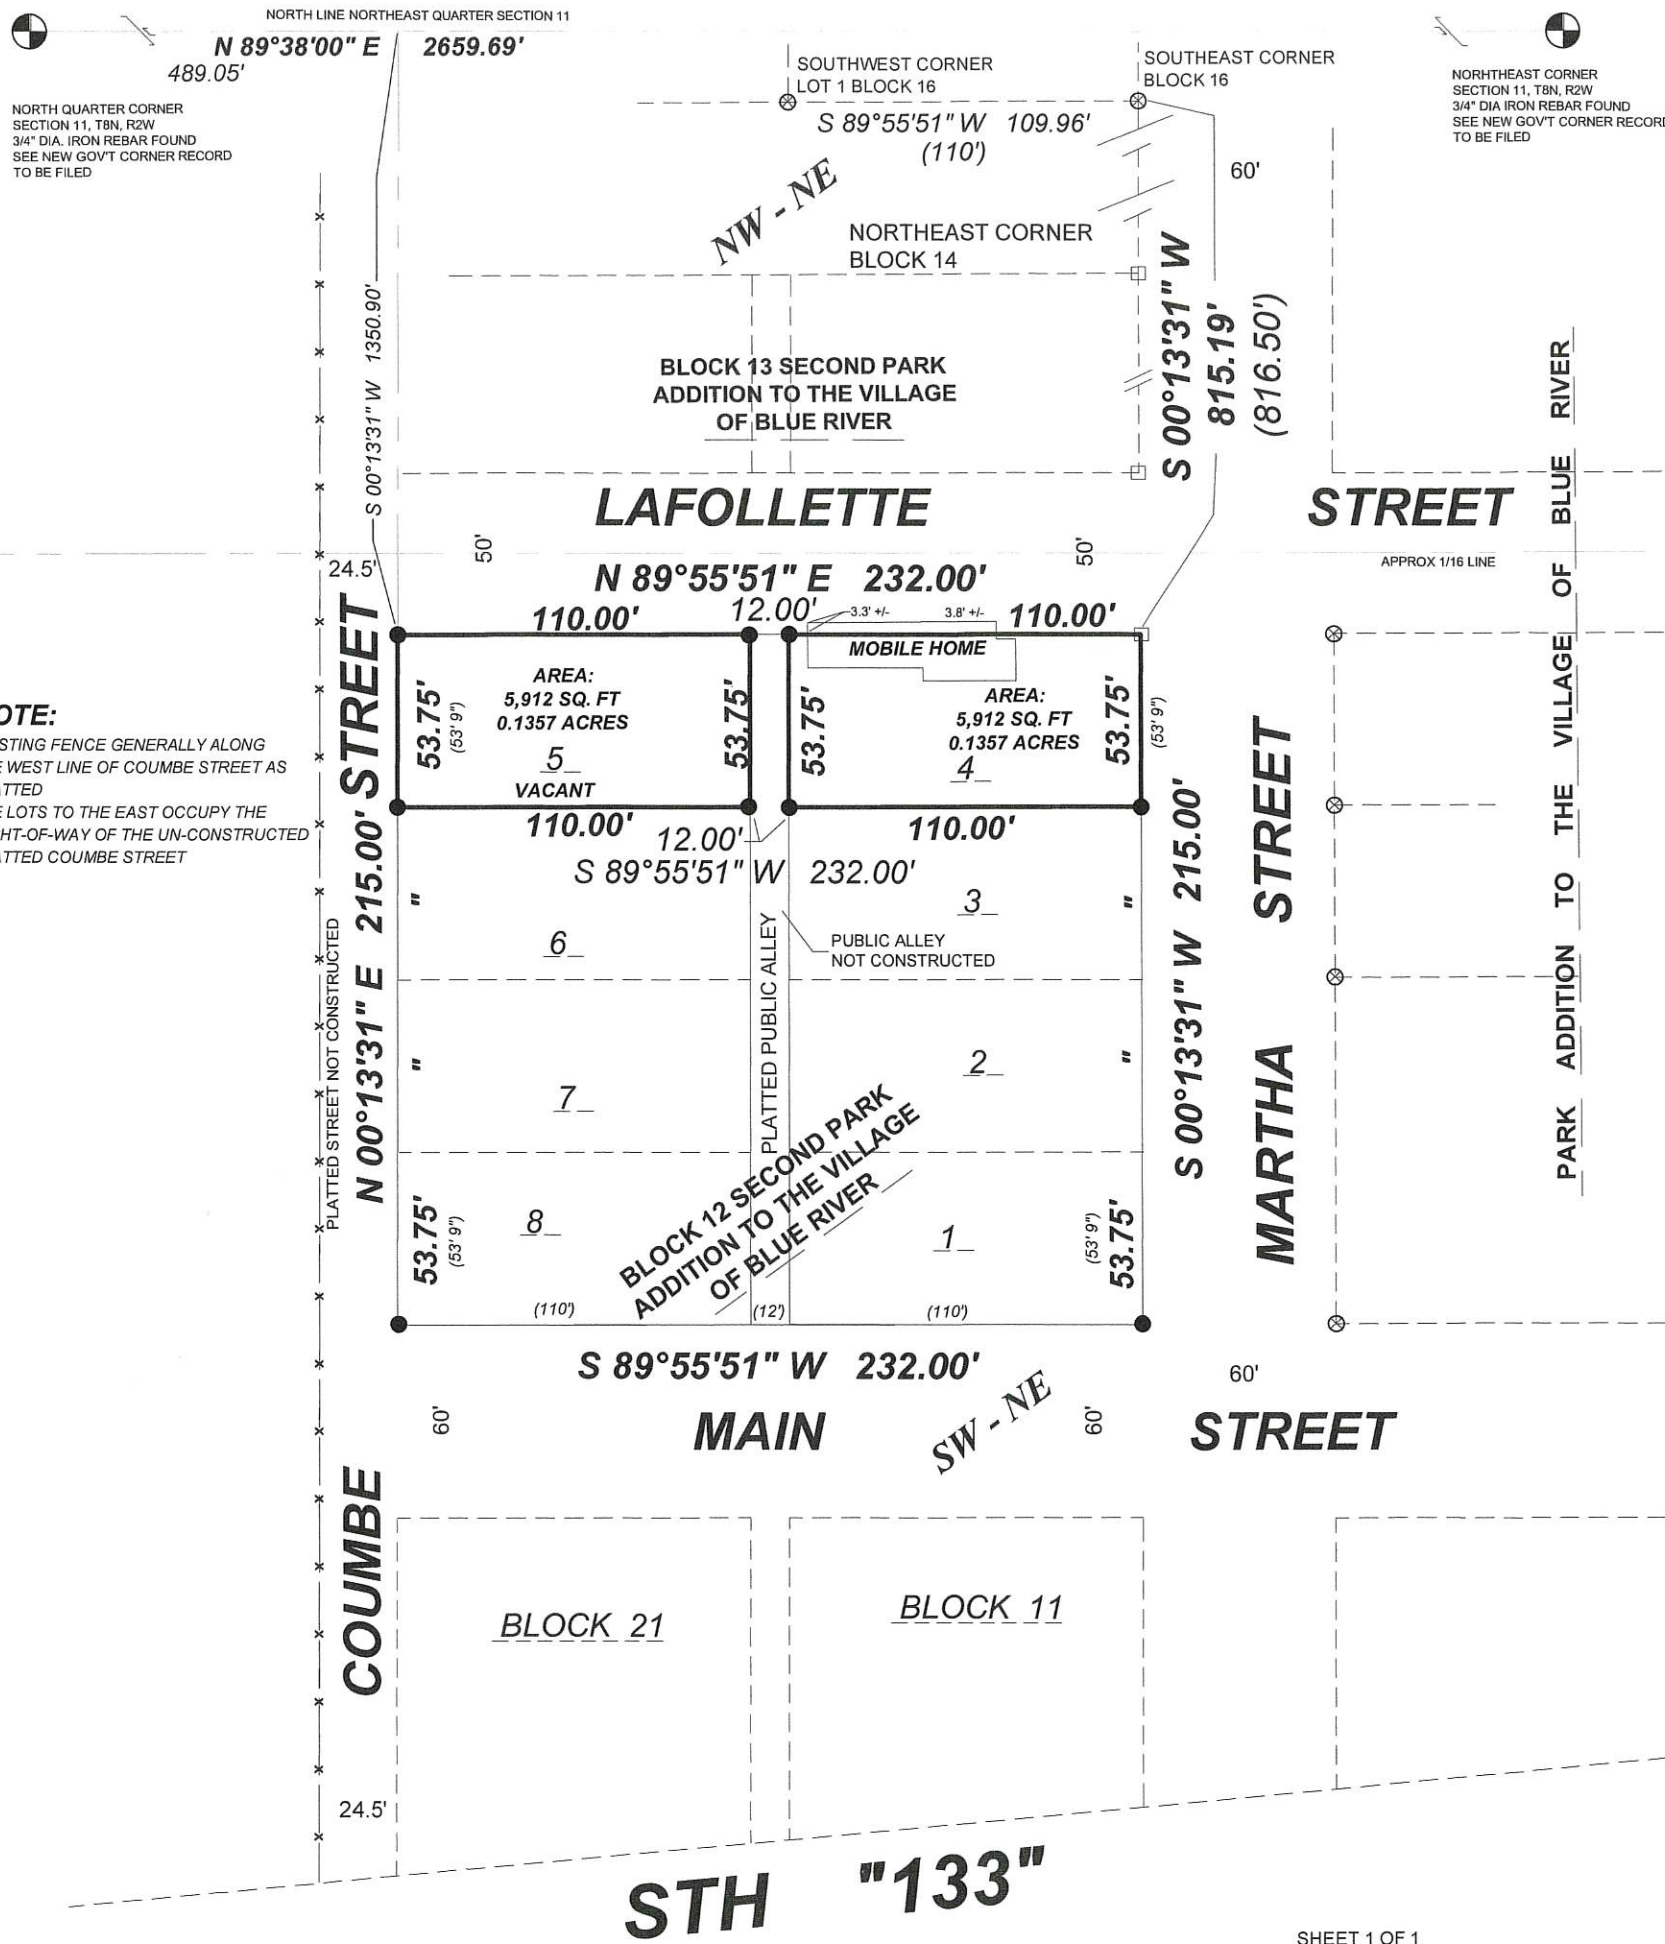 NORTH LINE NORTHEAST QUARTER SECTION 11
N 89°38'00" E 2659.69'
489.05'
NORTH QUARTER CORNER
SECTION 11, T8N, R2W
3/4" DIA. IRON REBAR FOUND
SEE NEW GOV'T CORNER RECORD
TO BE FILED
SOUTHWEST CORNER
LOT 1 BLOCK 16
SOUTHEAST CORNER
BLOCK 16
NORHTHEAST CORNER
SECTION 11, T8N, R2W
3/4" DIA IRON REBAR FOUND
SEE NEW GOV'T CORNER RECORD
TO BE FILED
S 89°55'51" W 109.96'
(110')
60'
NW - NE
NORTHEAST CORNER
BLOCK 14
S 00°13'31" W 1350.90'
BLOCK 13 SECOND PARK
ADDITION TO THE VILLAGE
OF BLUE RIVER
S 00°13'31" W
815.19'
(816.50')
LAFOLLETTE STREET
50'
50'
24.5'
APPROX 1/16 LINE
N 89°55'51" E 232.00'
110.00'
12.00'
3.3' +/-
3.8' +/-
110.00'
MOBILE HOME
AREA:
5,912 SQ. FT
0.1357 ACRES
5
VACANT
53.75'
(53' 9")
53.75'
53.75'
AREA:
5,912 SQ. FT
0.1357 ACRES
4
53.75'
(53' 9")
OTE:
STING FENCE GENERALLY ALONG
E WEST LINE OF COUMBE STREET AS
ATTED
E LOTS TO THE EAST OCCUPY THE
GHT-OF-WAY OF THE UN-CONSTRUCTED
ATTED COUMBE STREET
110.00'
12.00'
110.00'
S 89°55'51" W 232.00'
"
6
3
"
PUBLIC ALLEY
NOT CONSTRUCTED
PLATTED PUBLIC ALLEY
PLATTED STREET NOT CONSTRUCTED
N 00°13'31" E 215.00'
S 00°13'31" W 215.00'
"
7
2
"
BLOCK 12 SECOND PARK
ADDITION TO THE VILLAGE
OF BLUE RIVER
53.75'
(53' 9")
8
1
(53' 9")
53.75'
(110')
(12')
(110')
MARTHA STREET
PARK ADDITION TO THE VILLAGE OF BLUE RIVER
S 89°55'51" W 232.00'
60'
SW - NE
60'
60'
MAIN STREET
COUMBE STREET
BLOCK 21
BLOCK 11
24.5'
STH "133"
SHEET 1 OF 1